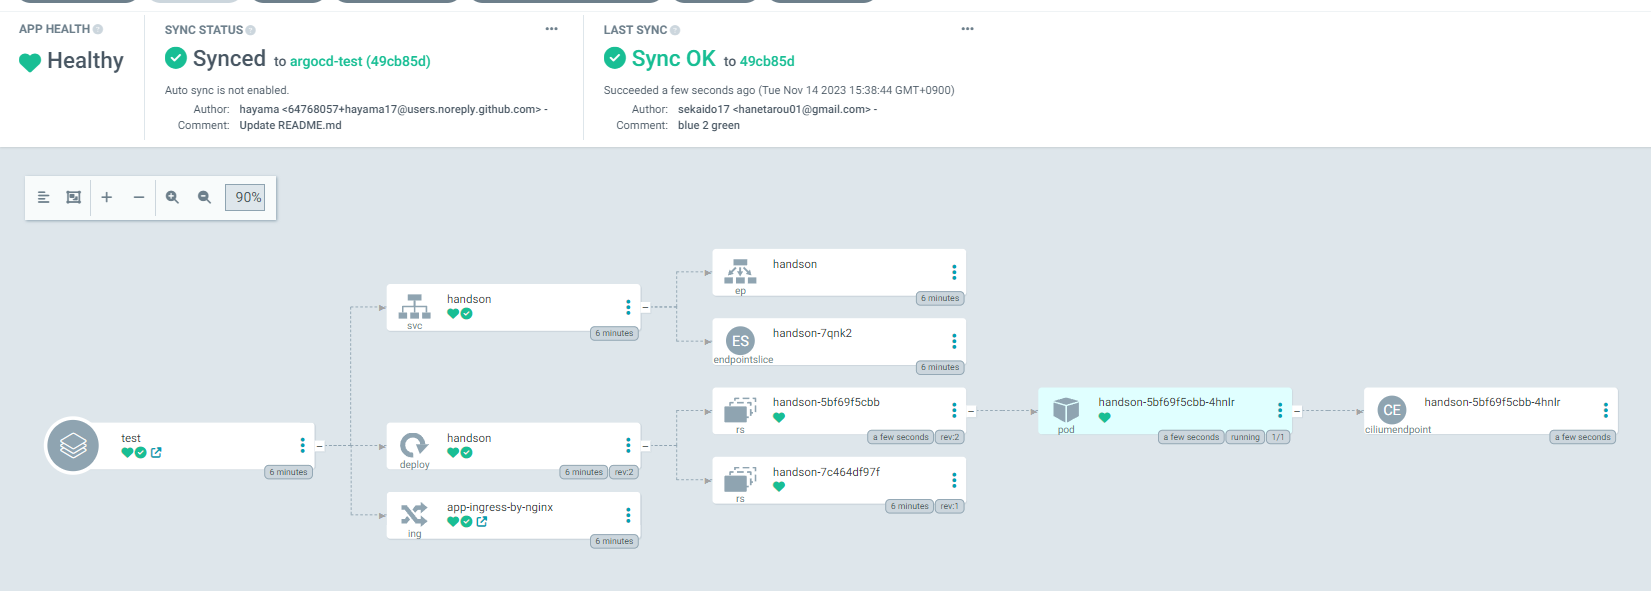 APP HEALTH
Healthy
SYNC STATUS
Synced to argocd-test (49cb85d)
Auto sync is not enabled.
Author: hayama <64768057+hayama17@users.noreply.github.com> -
Comment: Update README.md
LAST SYNC
Sync OK to 49cb85d
Succeeded a few seconds ago (Tue Nov 14 2023 15:38:44 GMT+0900)
Author: sekaido17 <hanetarou01@gmail.com> -
Comment: blue 2 green
90%
test
6 minutes
handson
svc
6 minutes
handson
deploy
6 minutes rev:2
app-ingress-by-nginx
ing
6 minutes
handson
ep
6 minutes
ES
handson-7qnk2
endpointslice
6 minutes
handson-5bf69f5cbb
rs
a few seconds rev:2
handson-7c464df97f
rs
6 minutes rev:1
handson-5bf69f5cbb-4hnlr
pod
a few seconds running 1/1
CE
handson-5bf69f5cbb-4hnlr
ciliumendpoint
a few seconds